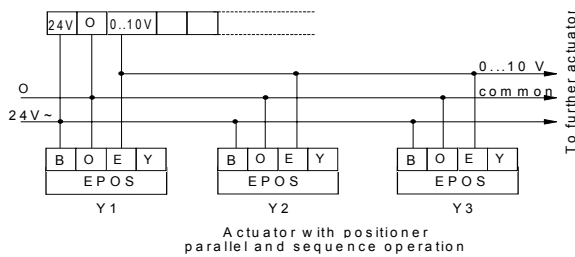 24V O 0..10V
0...10 V
O
common
24V~
To further actuator
B O E Y
B O E Y
B O E Y
EPOS
EPOS
EPOS
Y1
Y2
Y3
Actuator with positioner
parallel and sequence operation